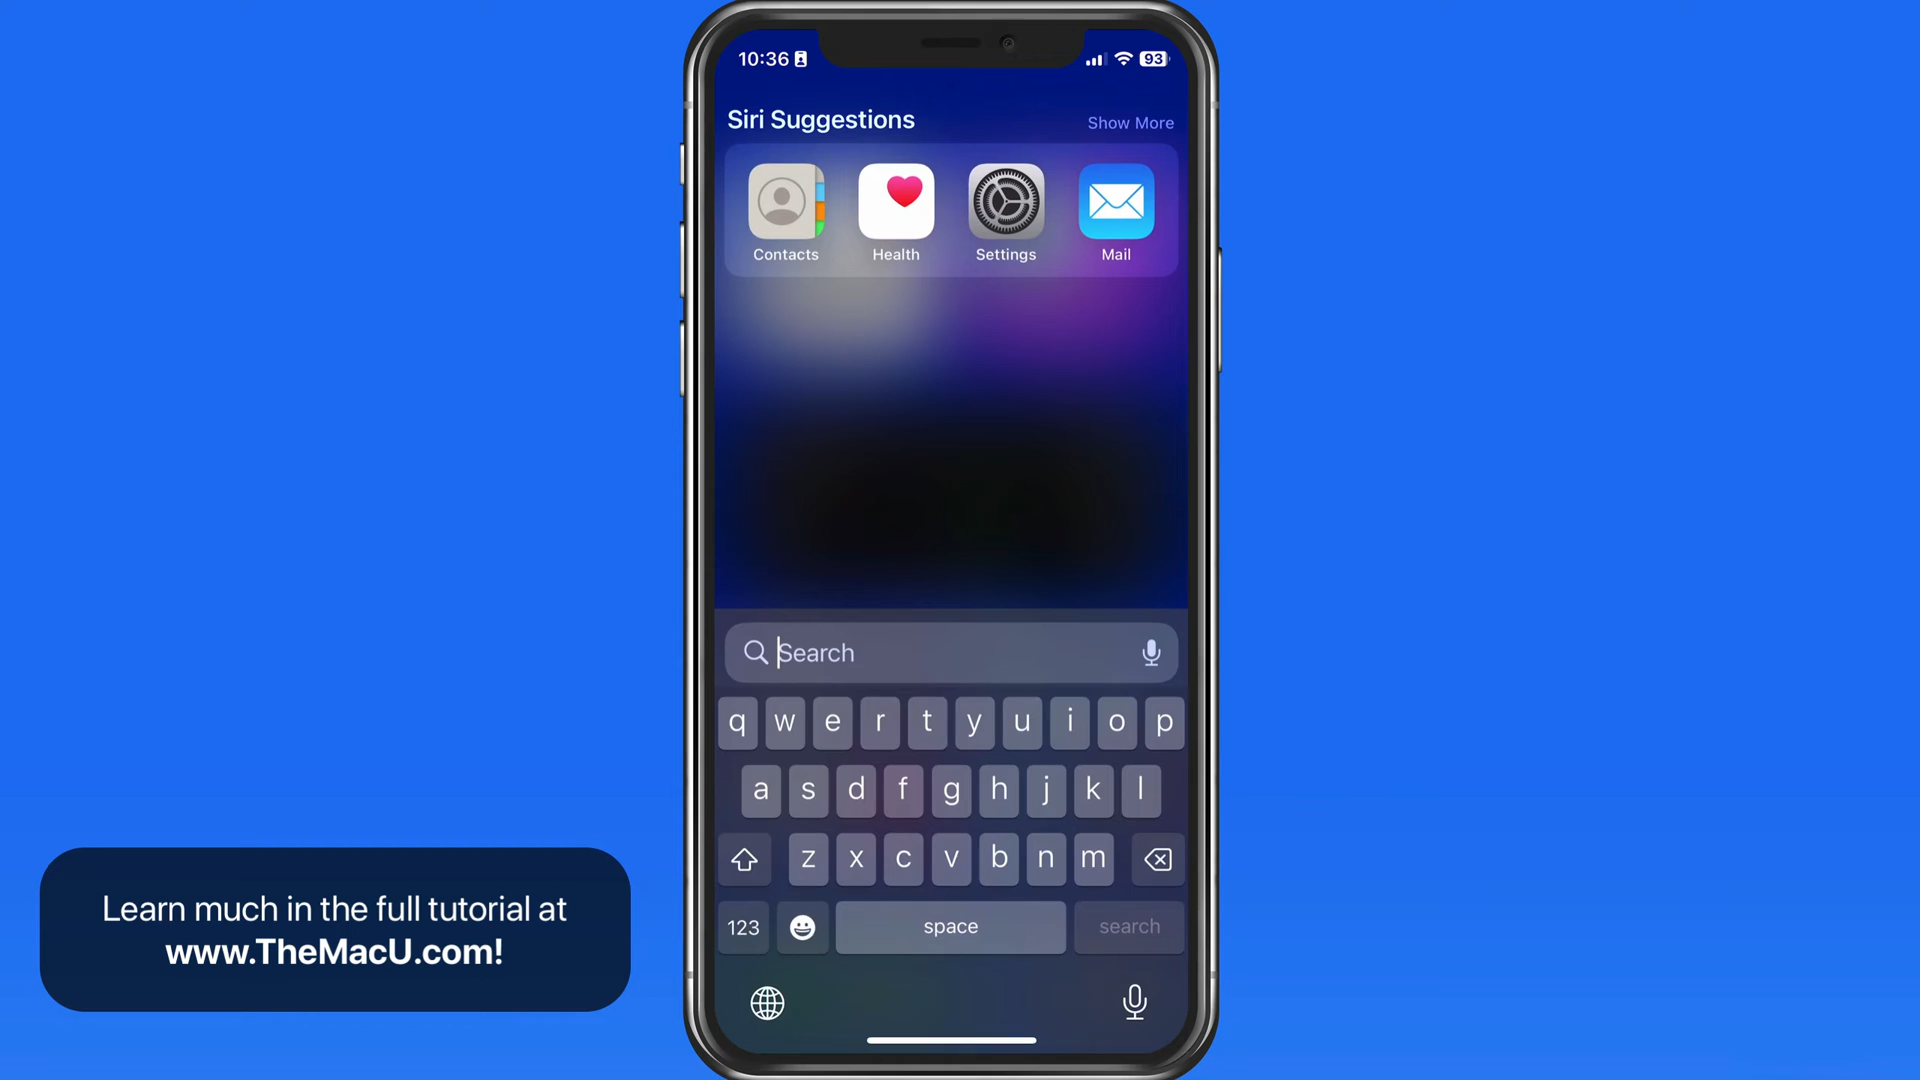 10:36
93
Siri Suggestions
Show More
Contacts
Health
Settings
Mail
Search
q w e r t y u i o p
a s d f g h j k l
z x c v b n m
123
space
search
Learn much in the full tutorial at
www.TheMacU.com!